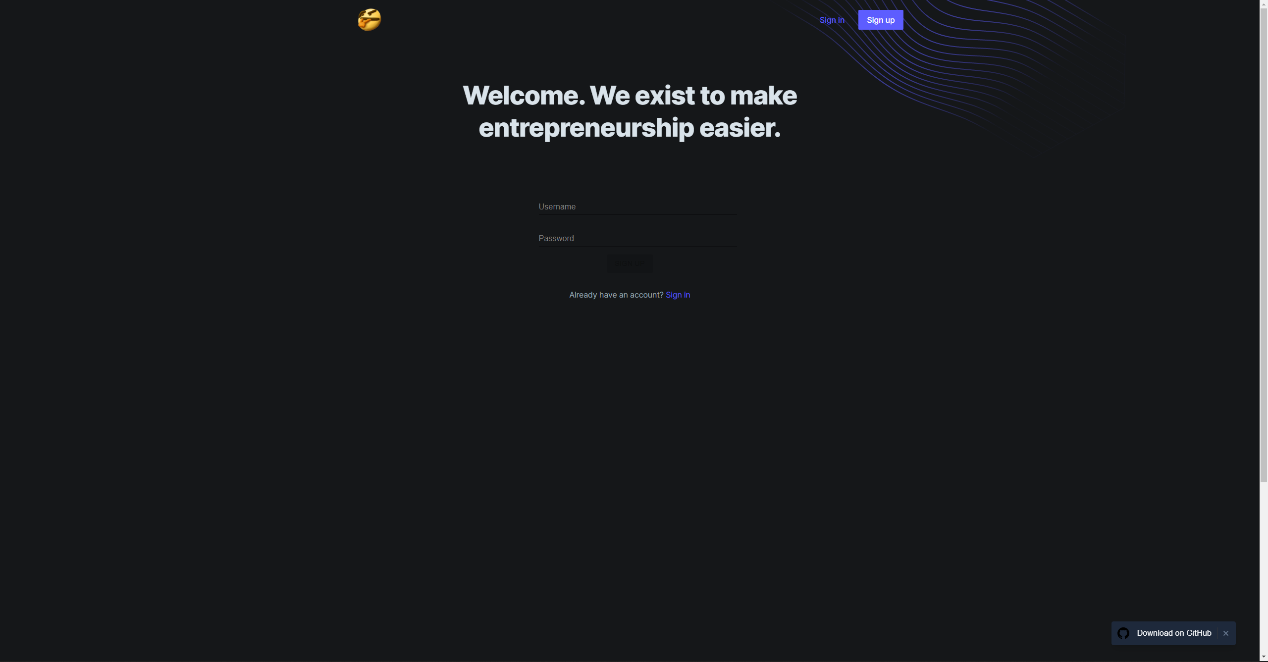 Sign in
Sign up
Welcome. We exist to make
entrepreneurship easier.
Username
Password
Already have an account? Sign in
Download on GitHub